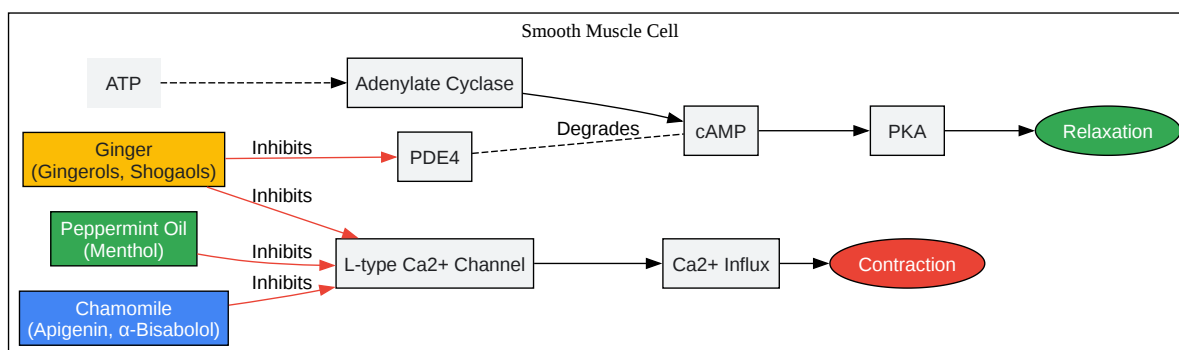 Smooth Muscle Cell
ATP
Adenylate Cyclase
Degrades
cAMP
PKA
Relaxation
Ginger
(Gingerols, Shogaols)
Inhibits
PDE4
Inhibits
Peppermint Oil
(Menthol)
Inhibits
L-type Ca2+ Channel
Ca2+ Influx
Contraction
Inhibits
Chamomile
(Apigenin, α-Bisabolol)